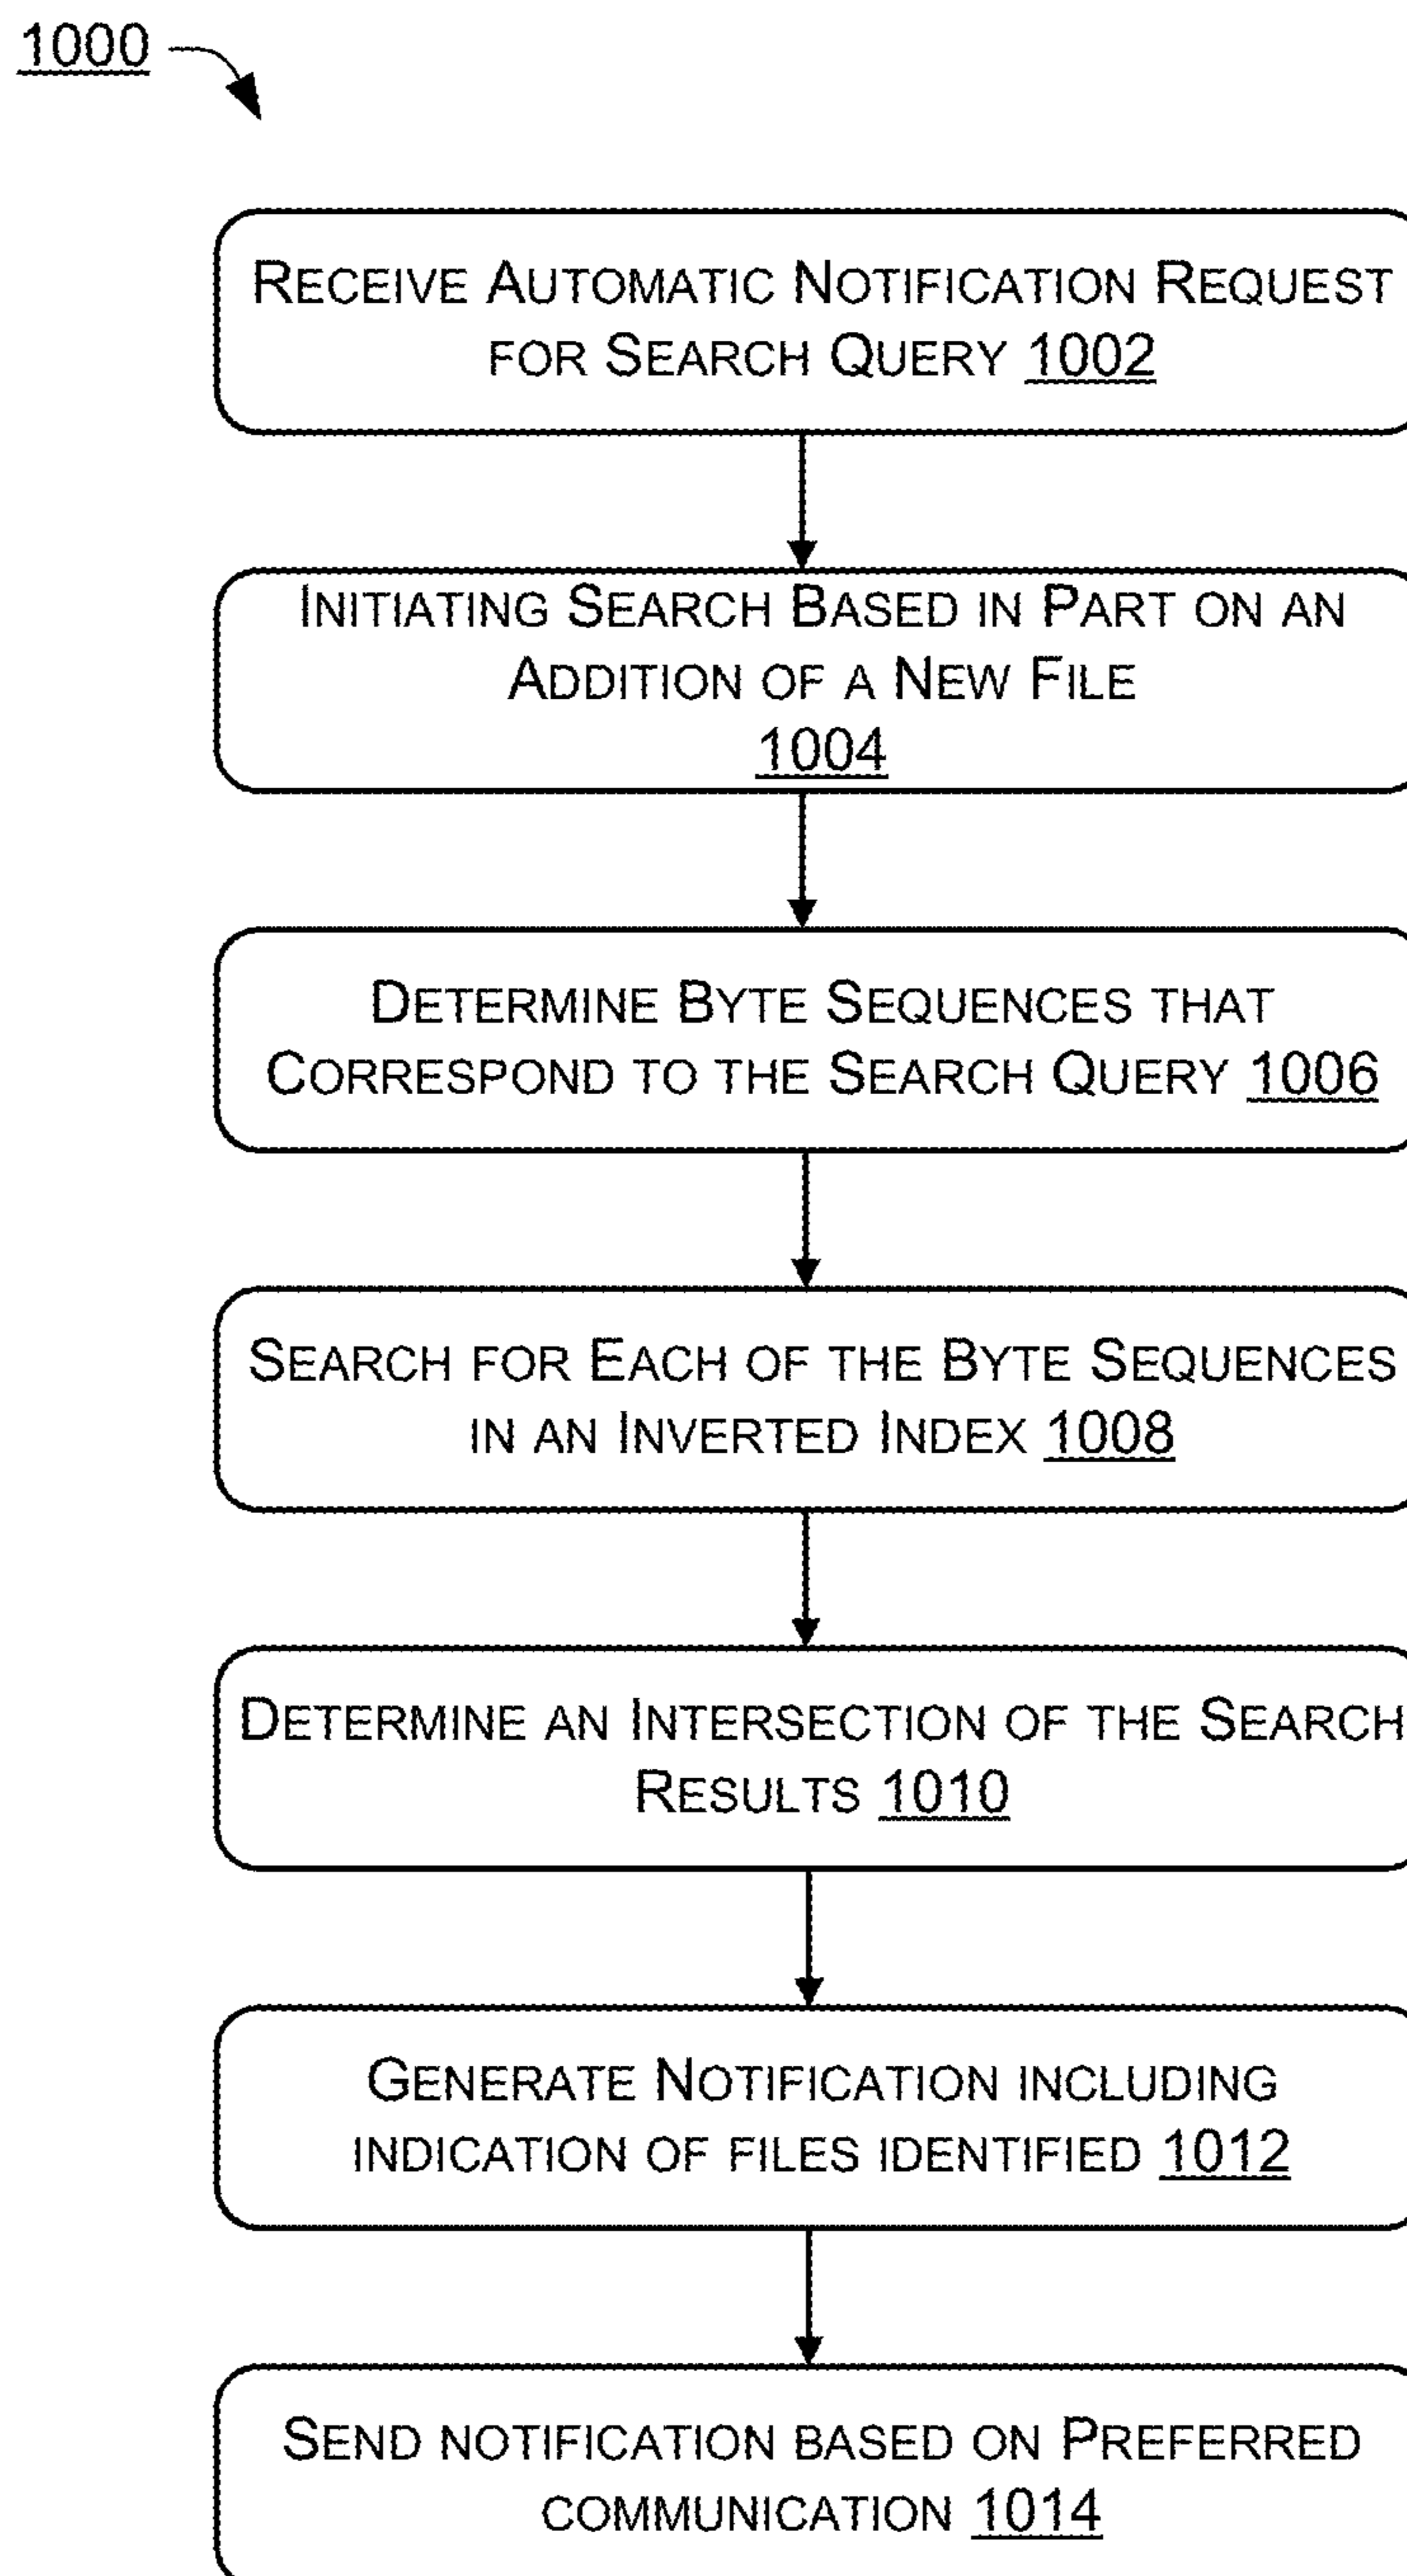 1000
RECEIVE AUTOMATIC NOTIFICATION REQUEST
FOR SEARCH QUERY 1002
INITIATING SEARCH BASED IN PART ON AN
ADDITION OF A NEW FILE
1004
DETERMINE BYTE SEQUENCES THAT
CORRESPOND TO THE SEARCH QUERY 1006
SEARCH FOR EACH OF THE BYTE SEQUENCES
IN AN INVERTED INDEX 1008
DETERMINE AN INTERSECTION OF THE SEARCH
RESULTS 1010
GENERATE NOTIFICATION INCLUDING
INDICATION OF FILES IDENTIFIED 1012
SEND NOTIFICATION BASED ON PREFERRED
COMMUNICATION 1014